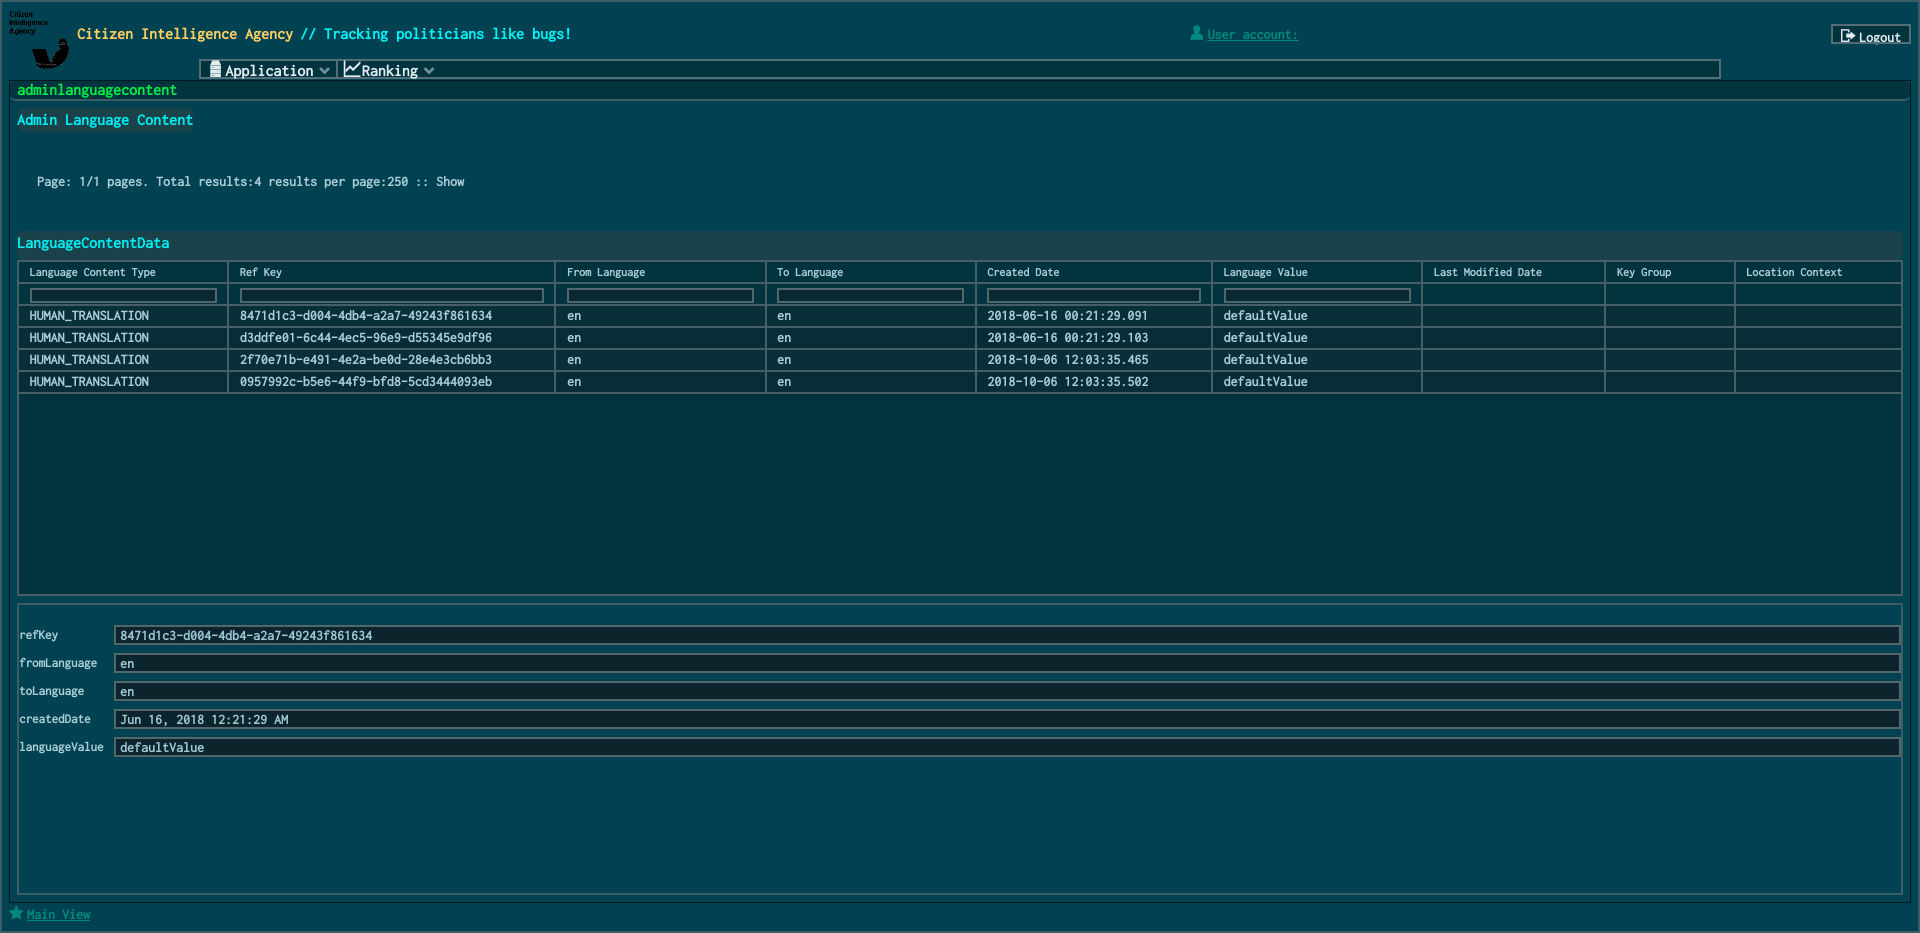 Citizen
Intelligence
Agency
Citizen Intelligence Agency // Tracking politicians like bugs!
User account:
Logout
Application Ranking
adminlanguagecontent
Admin Language Content
Page: 1/1 pages. Total results:4 results per page:250 :: Show
LanguageContentData
Language Content Type Ref Key From Language To Language Created Date Language Value Last Modified Date Key Group Location Context
HUMAN_TRANSLATION 8471d1c3-d004-4db4-a2a7-49243f861634 en en 2018-06-16 00:21:29.091 defaultValue
HUMAN_TRANSLATION d3ddfe01-6c44-4ec5-96e9-d55345e9df96 en en 2018-06-16 00:21:29.103 defaultValue
HUMAN_TRANSLATION 2f70e71b-e491-4e2a-be0d-28e4e3cb6bb3 en en 2018-10-06 12:03:35.465 defaultValue
HUMAN_TRANSLATION 0957992c-b5e6-44f9-bfd8-5cd3444093eb en en 2018-10-06 12:03:35.502 defaultValue
refKey 8471d1c3-d004-4db4-a2a7-49243f861634
fromLanguage en
toLanguage en
createdDate Jun 16, 2018 12:21:29 AM
languageValue defaultValue
Main View